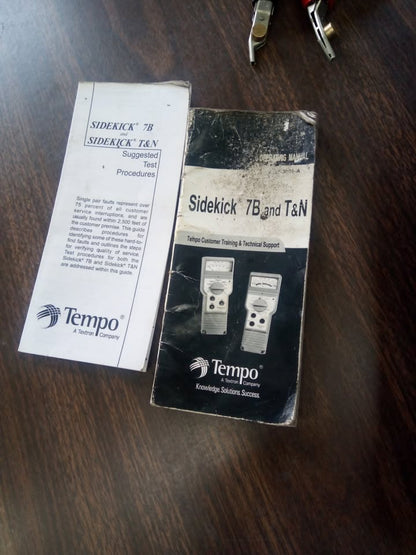 SIDEKICK® 7B
and
SIDEKICK® T&N
Suggested
Test
Procedures
Single pair faults represent over
75 percent of all customer
service interruptions, and are
usually found within 2,500 feet of
the customer premise. This guide
describes procedures for
identifying some of these hard-to-
find faults and outlines the steps
for verifying quality of service.
Test procedures for both the
Sidekick® 7B and Sidekick® T&N
are addressed within this guide.
Tempo®
A Textron Company
OPERATING MANUAL
Sidekick® 7B and T&N
Tempo Customer Training & Technical Support
Tempo®
A Textron Company
Knowledge. Solutions. Success.